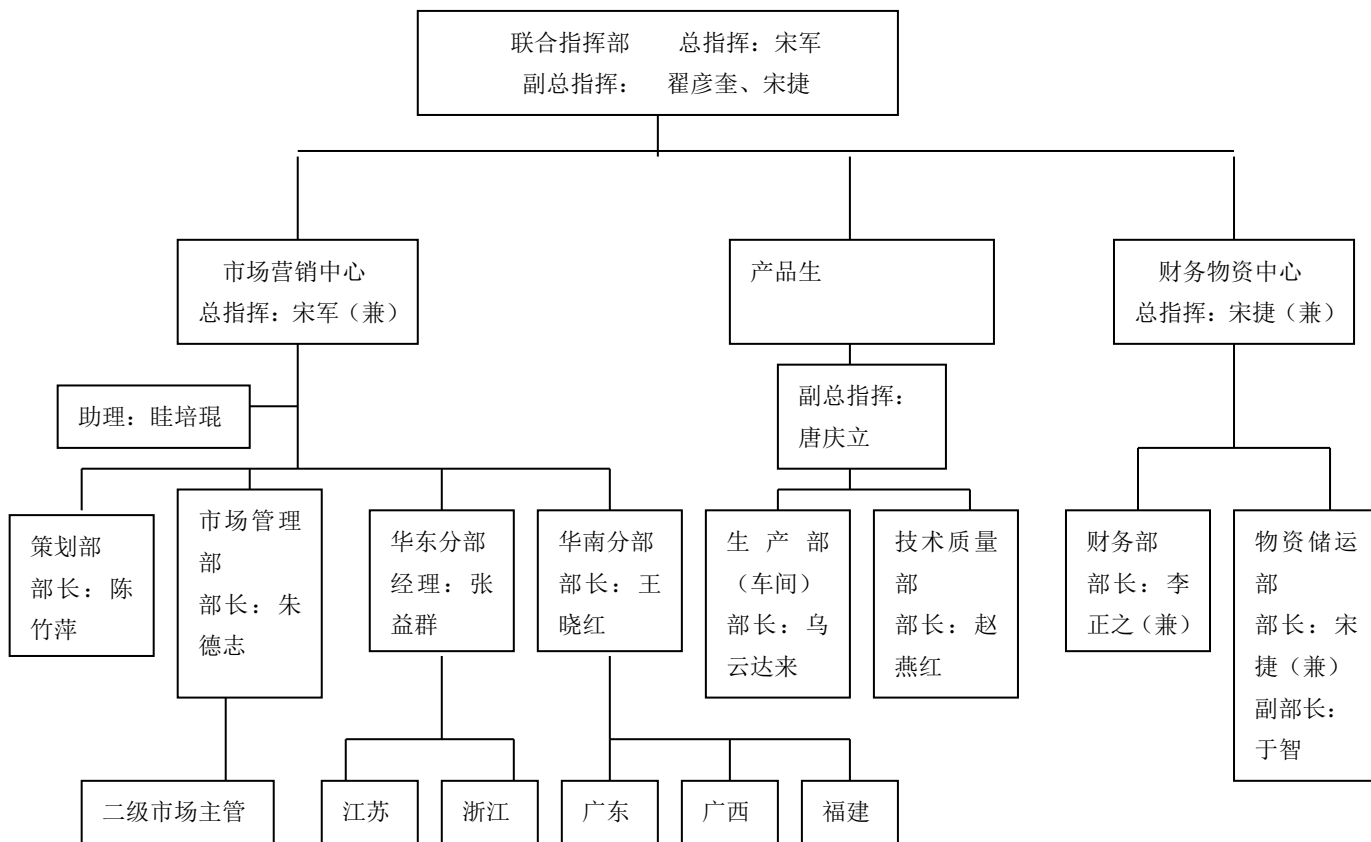 联合指挥部 总指挥：宋军
副总指挥： 翟彦奎、宋捷
市场营销中心
总指挥：宋军（兼）
产品生
财务物资中心
总指挥：宋捷（兼）
助理：眭培琨
副总指挥：
唐庆立
策划部
部长：陈
竹萍
市场管理
部
部长：朱
德志
华东分部
经理：张
益群
华南分部
部长：王
晓红
生产部
（车间）
部长：乌
云达来
技术质量
部
部长：赵
燕红
财务部
部长：李
正之（兼）
物资储运
部
部长：宋
捷（兼）
副部长：
于智
二级市场主管
江苏
浙江
广东
广西
福建